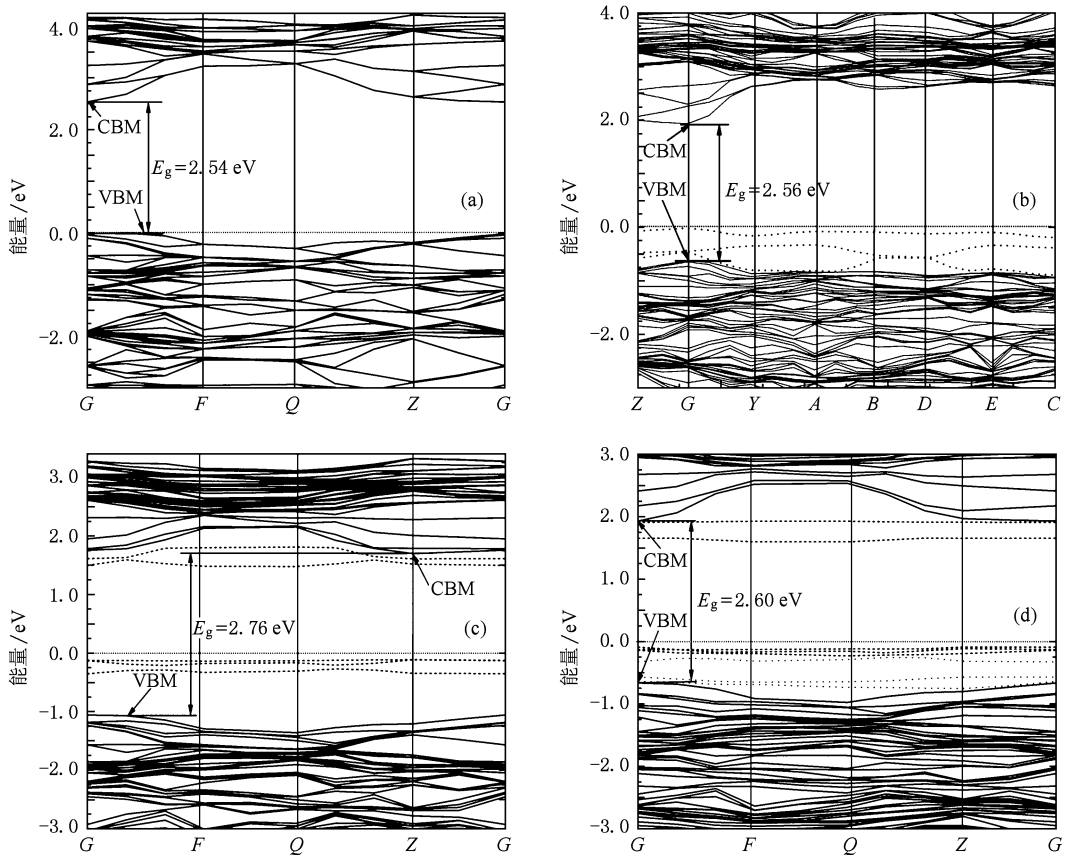 4.0
2.0
0.0
−2.0
能量/eV
CBM
VBM
Eg=2.54 eV
(a)
G F Q Z G
4.0
2.0
0.0
−2.0
能量/eV
CBM
VBM
Eg=2.56 eV
(b)
Z G Y A B D E C
3.0
2.0
1.0
0.0
−1.0
−2.0
−3.0
能量/eV
CBM
Eg=2.76 eV
(c)
VBM
G F Q Z G
3.0
2.0
1.0
0.0
−1.0
−2.0
−3.0
能量/eV
CBM
Eg=2.60 eV
(d)
VBM
G F Q Z G